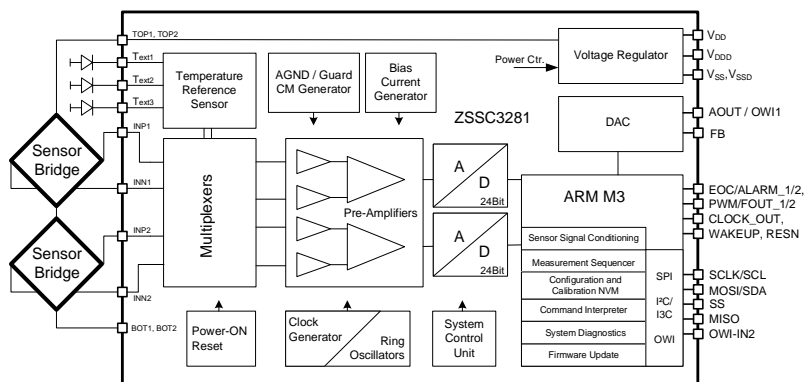 TOP1, TOP2
Text1
Text2
Text3
INP1
INN1
INP2
INN2
BOT1, BOT2
Sensor
Bridge
Sensor
Bridge
Temperature
Reference
Sensor
AGND / Guard
CM Generator
Bias
Current
Generator
Power Ctr.
Voltage Regulator
ZSSC3281
DAC
Multiplexers
Pre-Amplifiers
A
D
24Bit
A
D
24Bit
ARM M3
Sensor Signal Conditioning
Measurement Sequencer
Configuration and
Calibration NVM
Command Interpreter
System Diagnostics
Firmware Update
SPI
I²C/
I3C
OWI
Power-ON
Reset
Clock
Generator
Ring
Oscillators
System
Control
Unit
VDD
VDDD
VSS, VSSD
AOUT / OWI1
FB
EOC/ALARM_1/2,
PWM/FOUT_1/2
CLOCK_OUT,
WAKEUP, RESN
SCLK/SCL
MOSI/SDA
SS
MISO
OWI-IN2